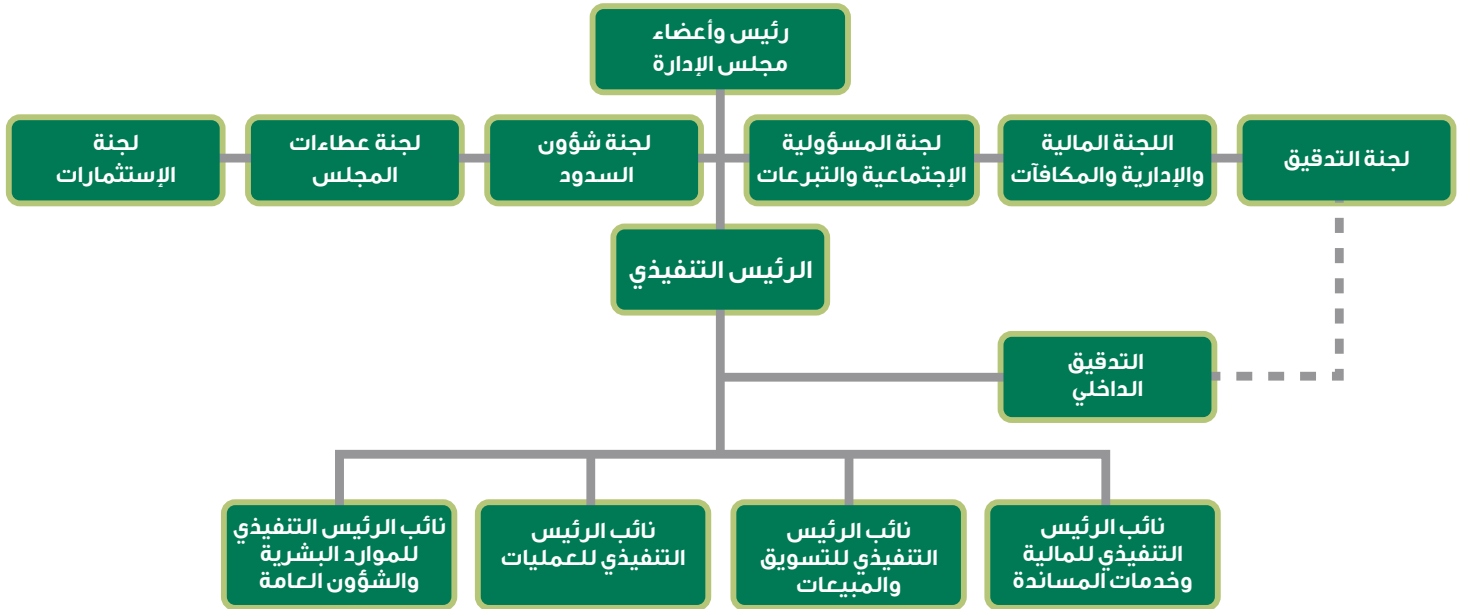 رئيس وأعضاء
مجلس الإدارة
لجنة التدقيق
اللجنة المالية
والإدارية والمكافآت
لجنة المسؤولية
الإجتماعية والتبرعات
لجنة شؤون
السدود
لجنة عطاءات
المجلس
لجنة
الإستثمارات
الرئيس التنفيذي
التدقيق
الداخلي
نائب الرئيس
التنفيذي للمالية
وخدمات المساندة
نائب الرئيس
التنفيذي للتسويق
والمبيعات
نائب الرئيس
التنفيذي للعمليات
نائب الرئيس التنفيذي
للموارد البشرية
والشؤون العامة